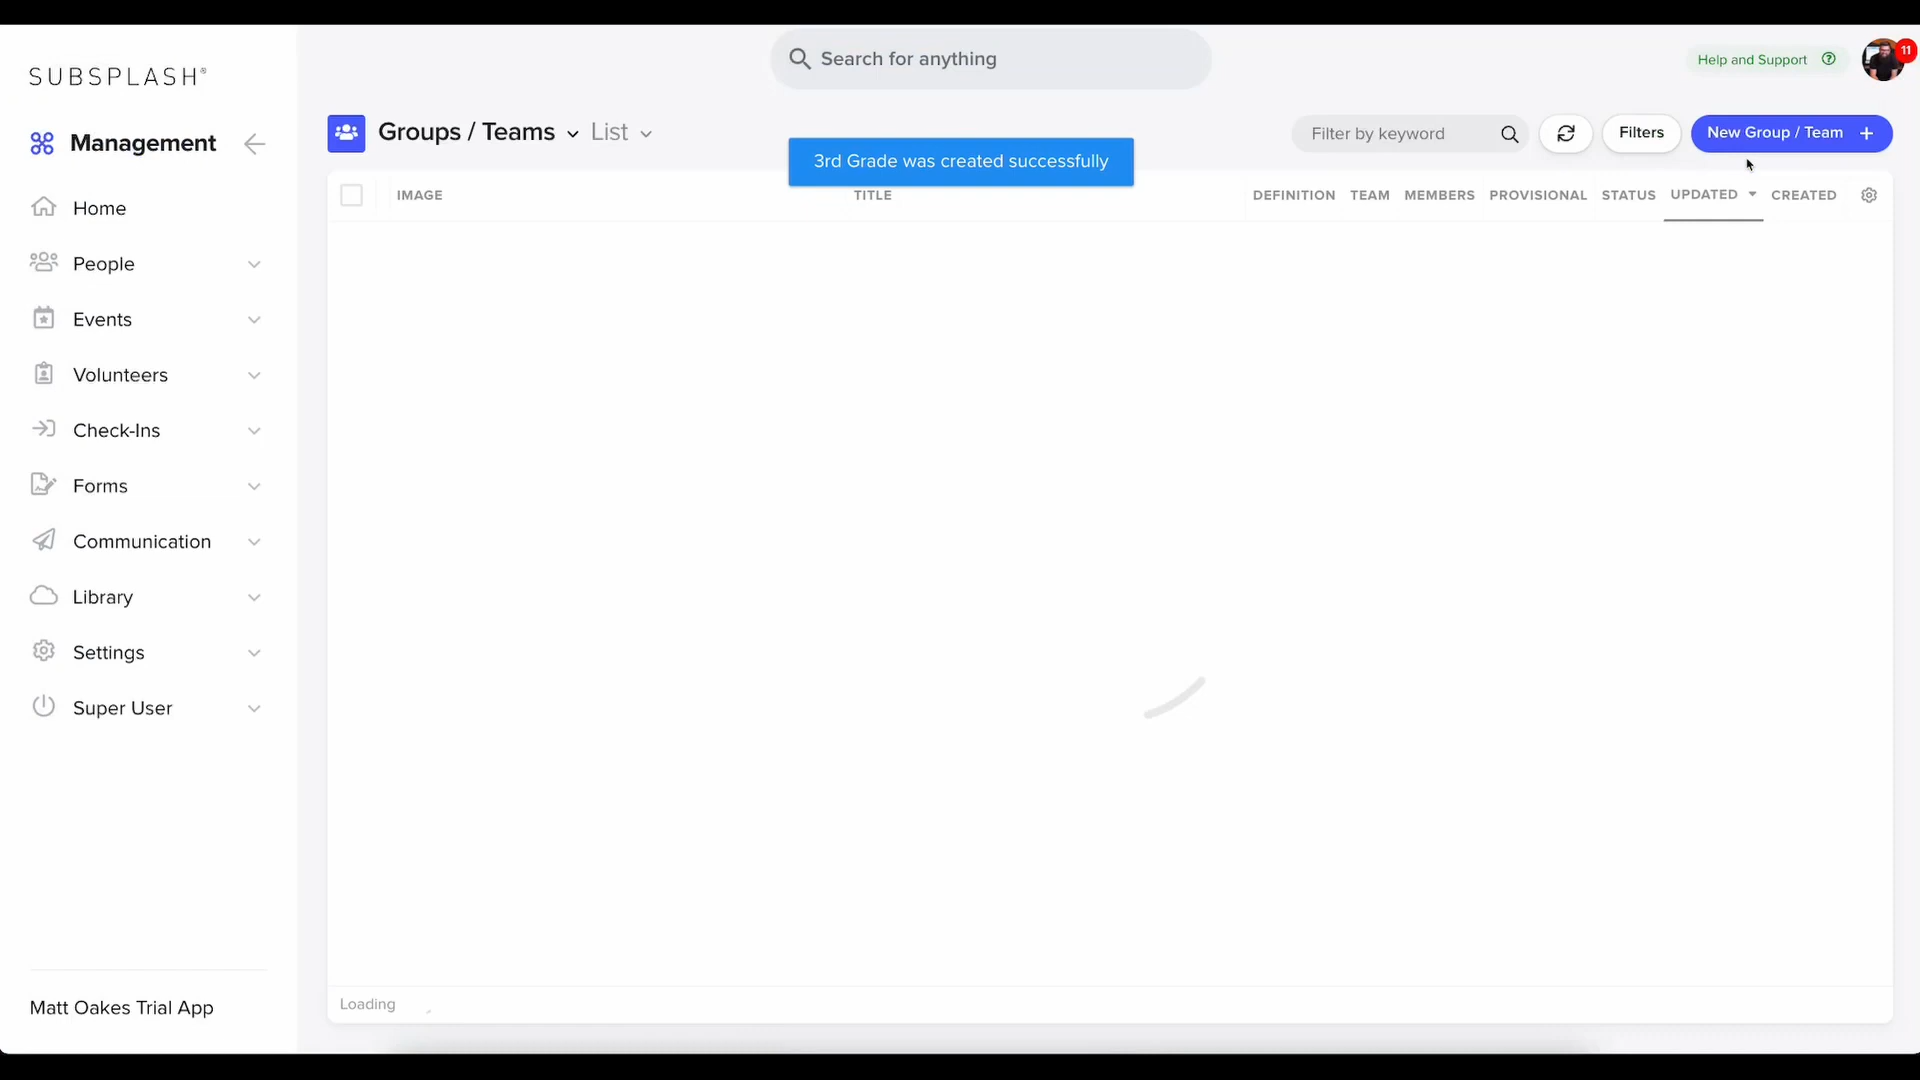 SUBSPLASH®
Search for anything
Help and Support
11
Management
Groups / Teams
List
Filter by keyword
Filters
New Group / Team +
3rd Grade was created successfully
IMAGE
TITLE
DEFINITION
TEAM
MEMBERS
PROVISIONAL
STATUS
UPDATED
CREATED
Home
People
Events
Volunteers
Check-Ins
Forms
Communication
Library
Settings
Super User
Matt Oakes Trial App
Loading